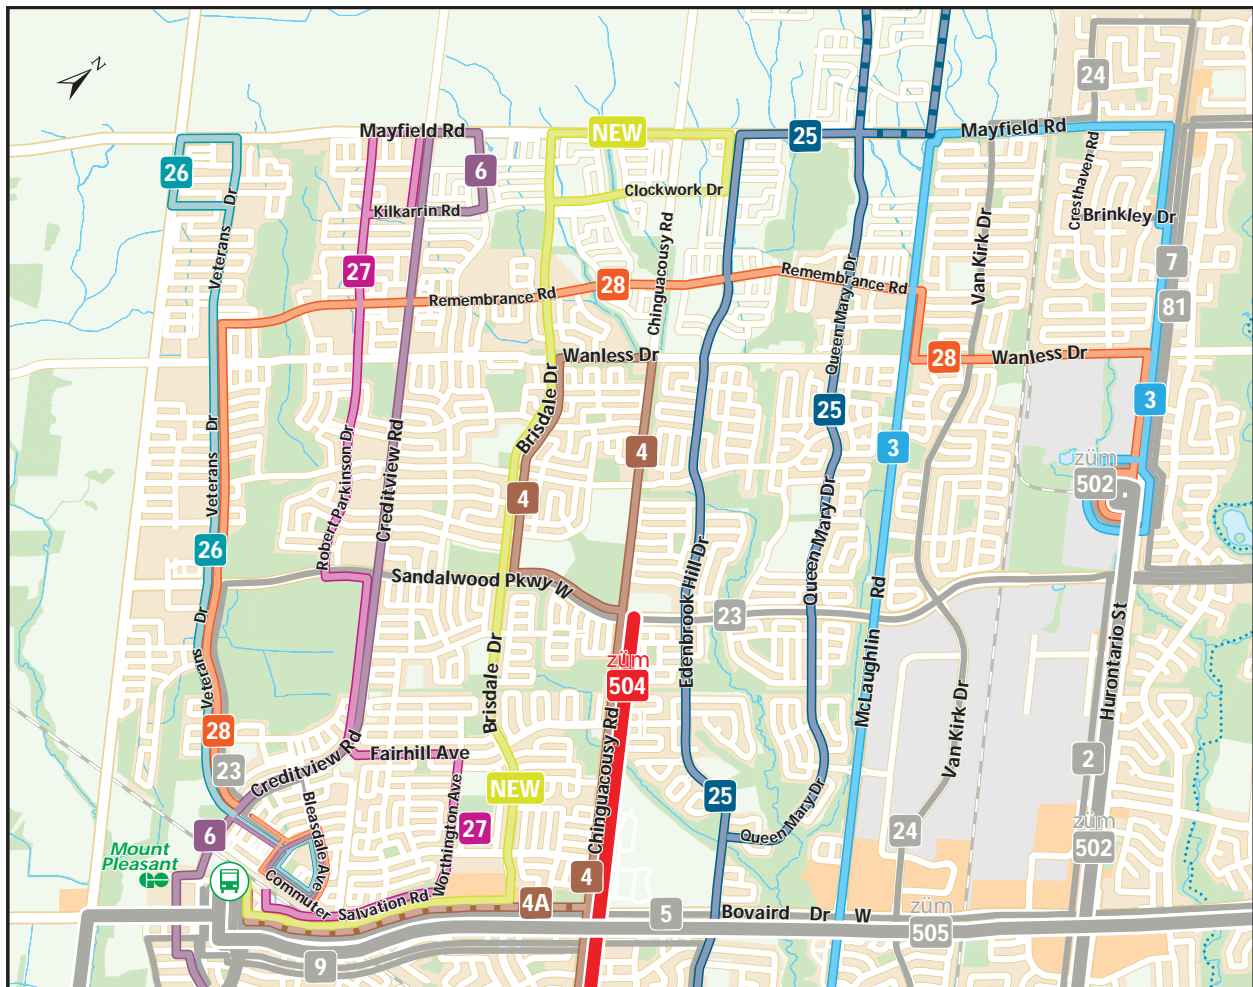 N
24
Mayfield Rd
NEW
25
Mayfield Rd
26
6
Clockwork Dr
Cresthaven Rd
Veterans Dr
Kilkarrin Rd
Brinkley Dr
Chinguacousy Rd
Van Kirk Dr
27
28
Remembrance Rd
Remembrance Rd
Queen Mary Dr
7
81
Wanless Dr
28
Wanless Dr
Brisdale Dr
25
3
Veterans Dr
Robert Parkinson Dr
Creditview Rd
4
3
züm
502
4
26
Sandalwood Pkwy W
Edenbrook Hill Dr
Queen Mary Dr
McLaughlin Rd
23
Veterans Dr
Brisdale Dr
züm
504
Hurontario St
28
23
Creditview Rd
Fairhill Ave
Chinguacousy Rd
Van Kirk Dr
2
NEW
25
Bleasdale Ave
Worthington Ave
27
Queen Mary Dr
24
züm
502
6
Mount
Pleasant
GO
Commuter
Salvation Rd
4A
4
5
Bovaird Dr W
züm
505
9